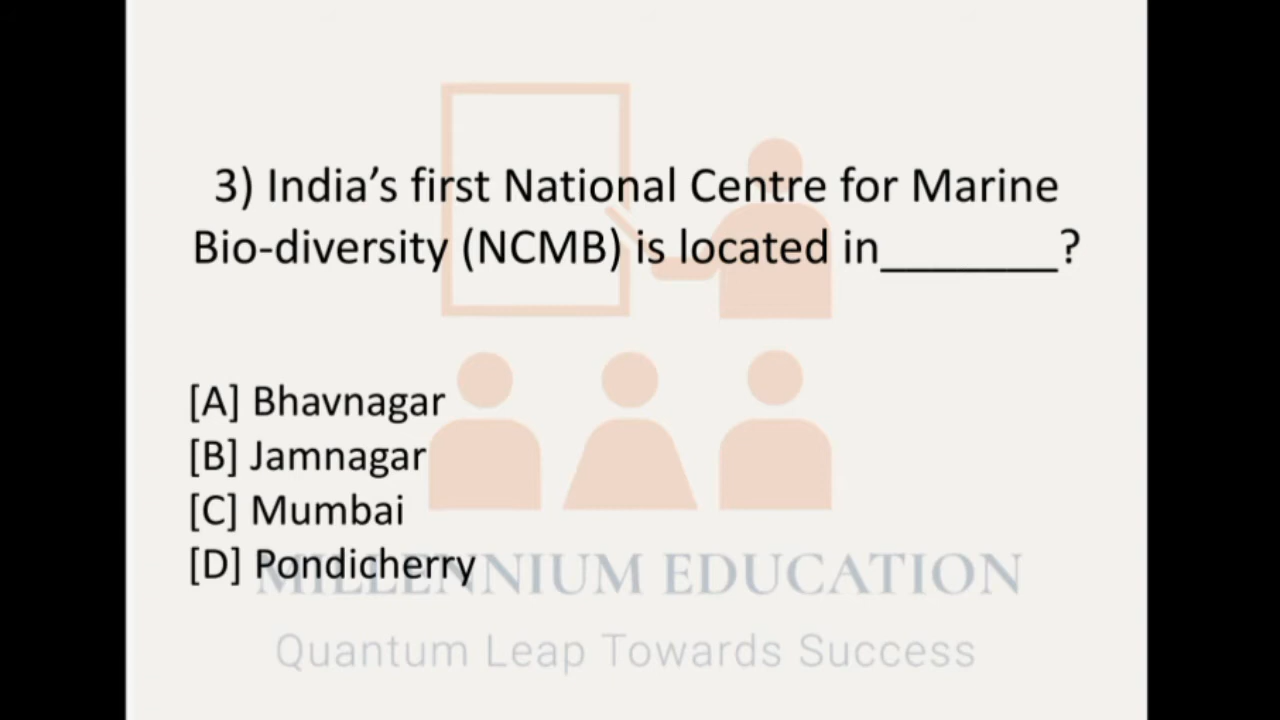 3) India’s first National Centre for Marine
Bio-diversity (NCMB) is located in_______?
[A] Bhavnagar
[B] Jamnagar
[C] Mumbai
[D] Pondicherry
MILLENNIUM EDUCATION
Quantum Leap Towards Success